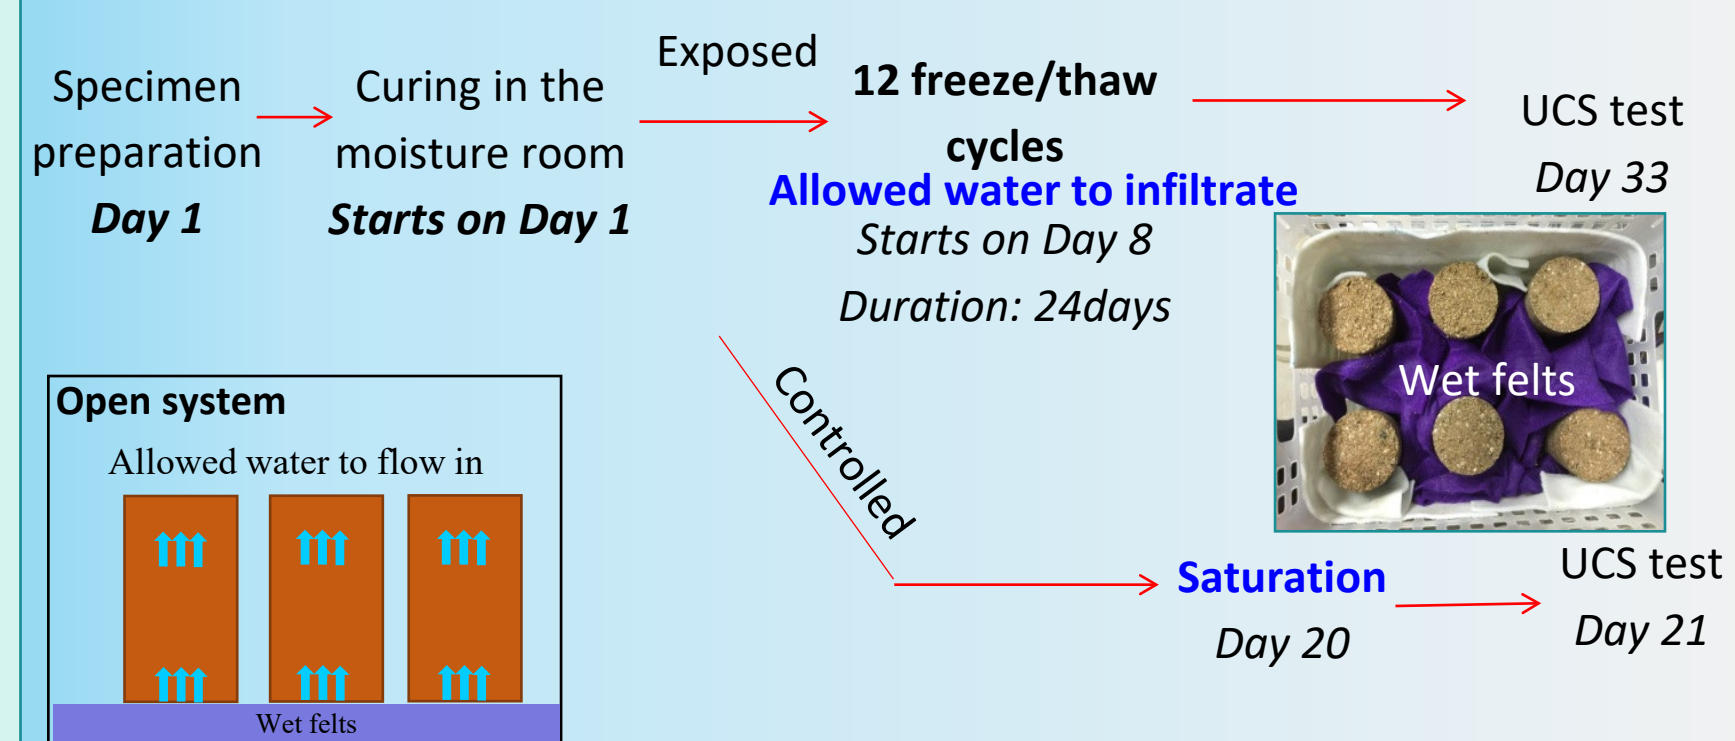 Specimen
preparation
Day 1
Curing in the
moisture room
Starts on Day 1
Exposed
12 freeze/thaw
cycles
Allowed water to infiltrate
Starts on Day 8
Duration: 24days
UCS test
Day 33
Wet felts
Controlled
Saturation
Day 20
UCS test
Day 21
Open system
Allowed water to flow in
Wet felts